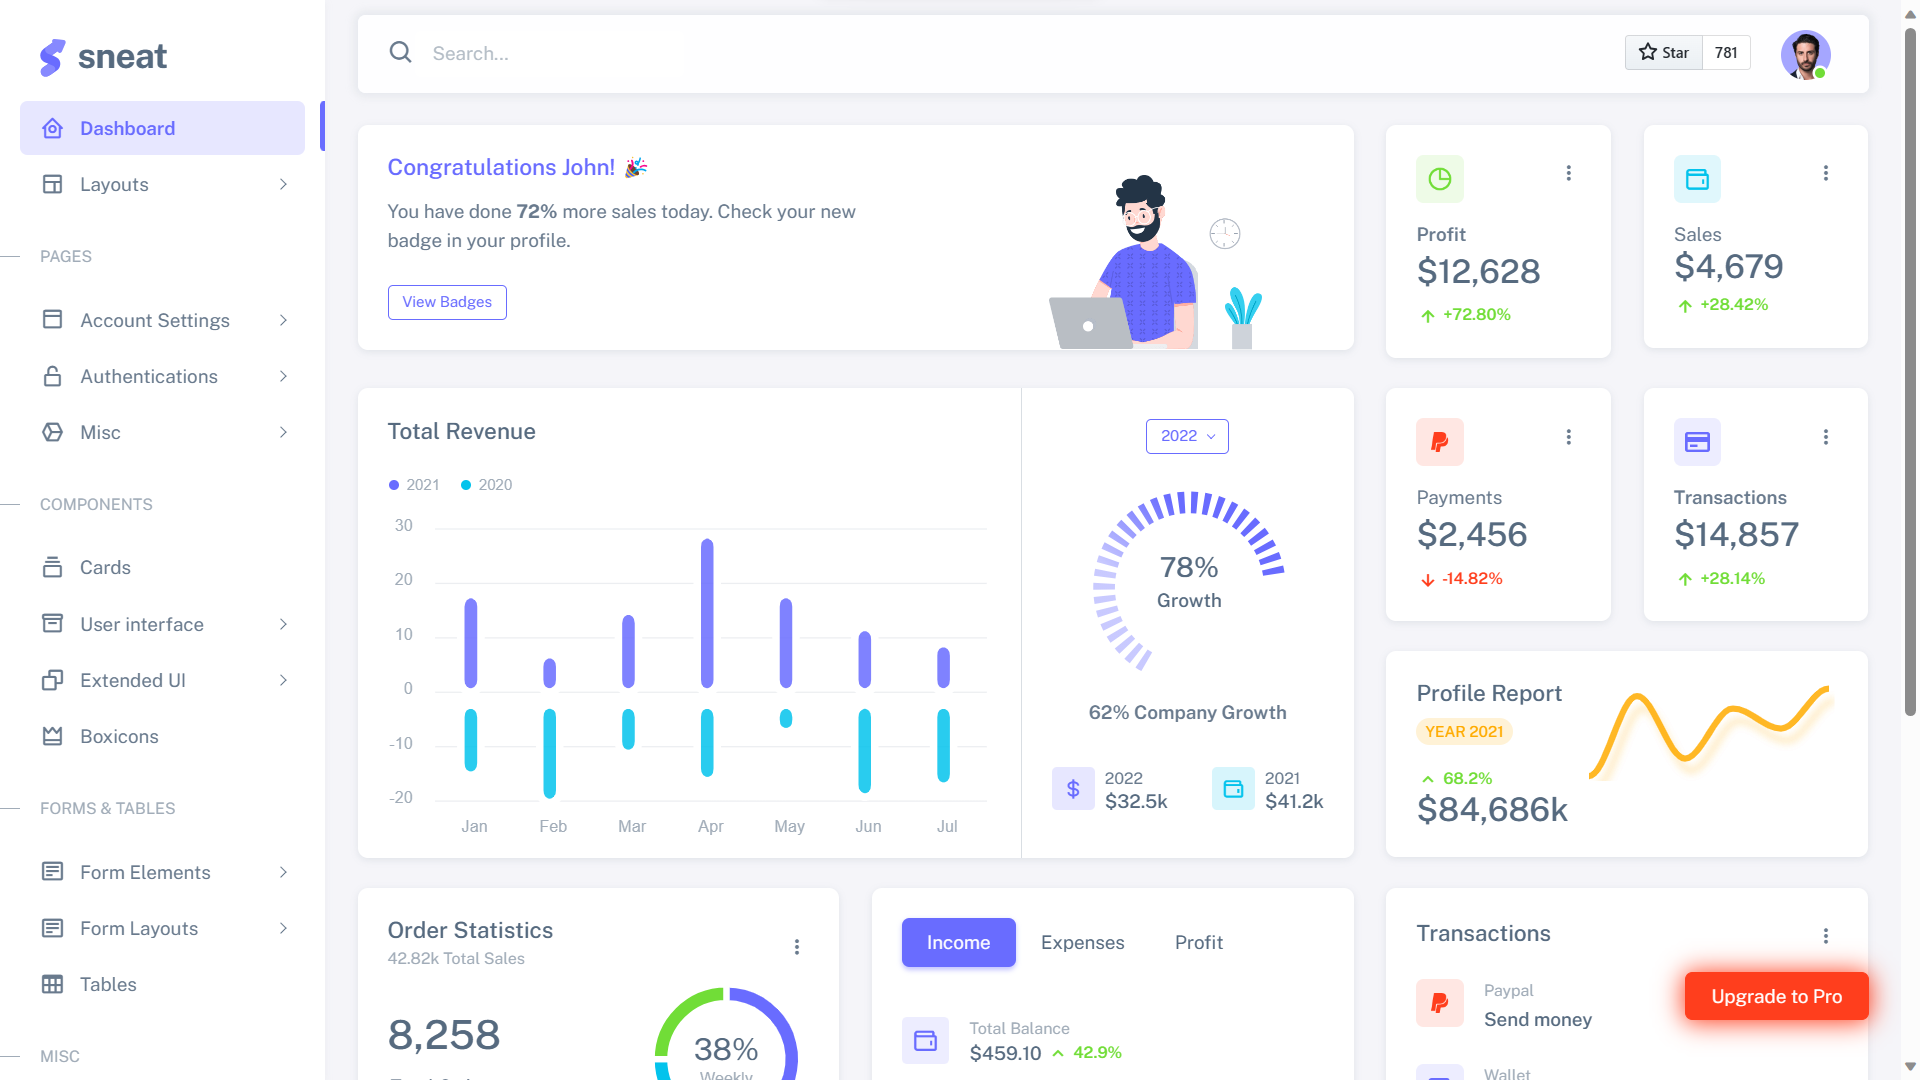 sneat
Search...
Star
781
Dashboard
Layouts
PAGES
Account Settings
Authentications
Misc
COMPONENTS
Cards
User interface
Extended UI
Boxicons
FORMS & TABLES
Form Elements
Form Layouts
Tables
MISC
Congratulations John! 🎉
You have done 72% more sales today. Check your new
badge in your profile.
View Badges
Profit
$12,628
+72.80%
Sales
$4,679
+28.42%
Total Revenue
2021
2020
30
20
10
0
-10
-20
Jan
Feb
Mar
Apr
May
Jun
Jul
2022
78%
Growth
62% Company Growth
2022
$32.5k
2021
$41.2k
Payments
$2,456
-14.82%
Transactions
$14,857
+28.14%
Profile Report
YEAR 2021
68.2%
$84,686k
Order Statistics
42.82k Total Sales
8,258
38%
Weekly
Income
Expenses
Profit
Total Balance
$459.10
42.9%
Transactions
Paypal
Send money
Upgrade to Pro
Wallet